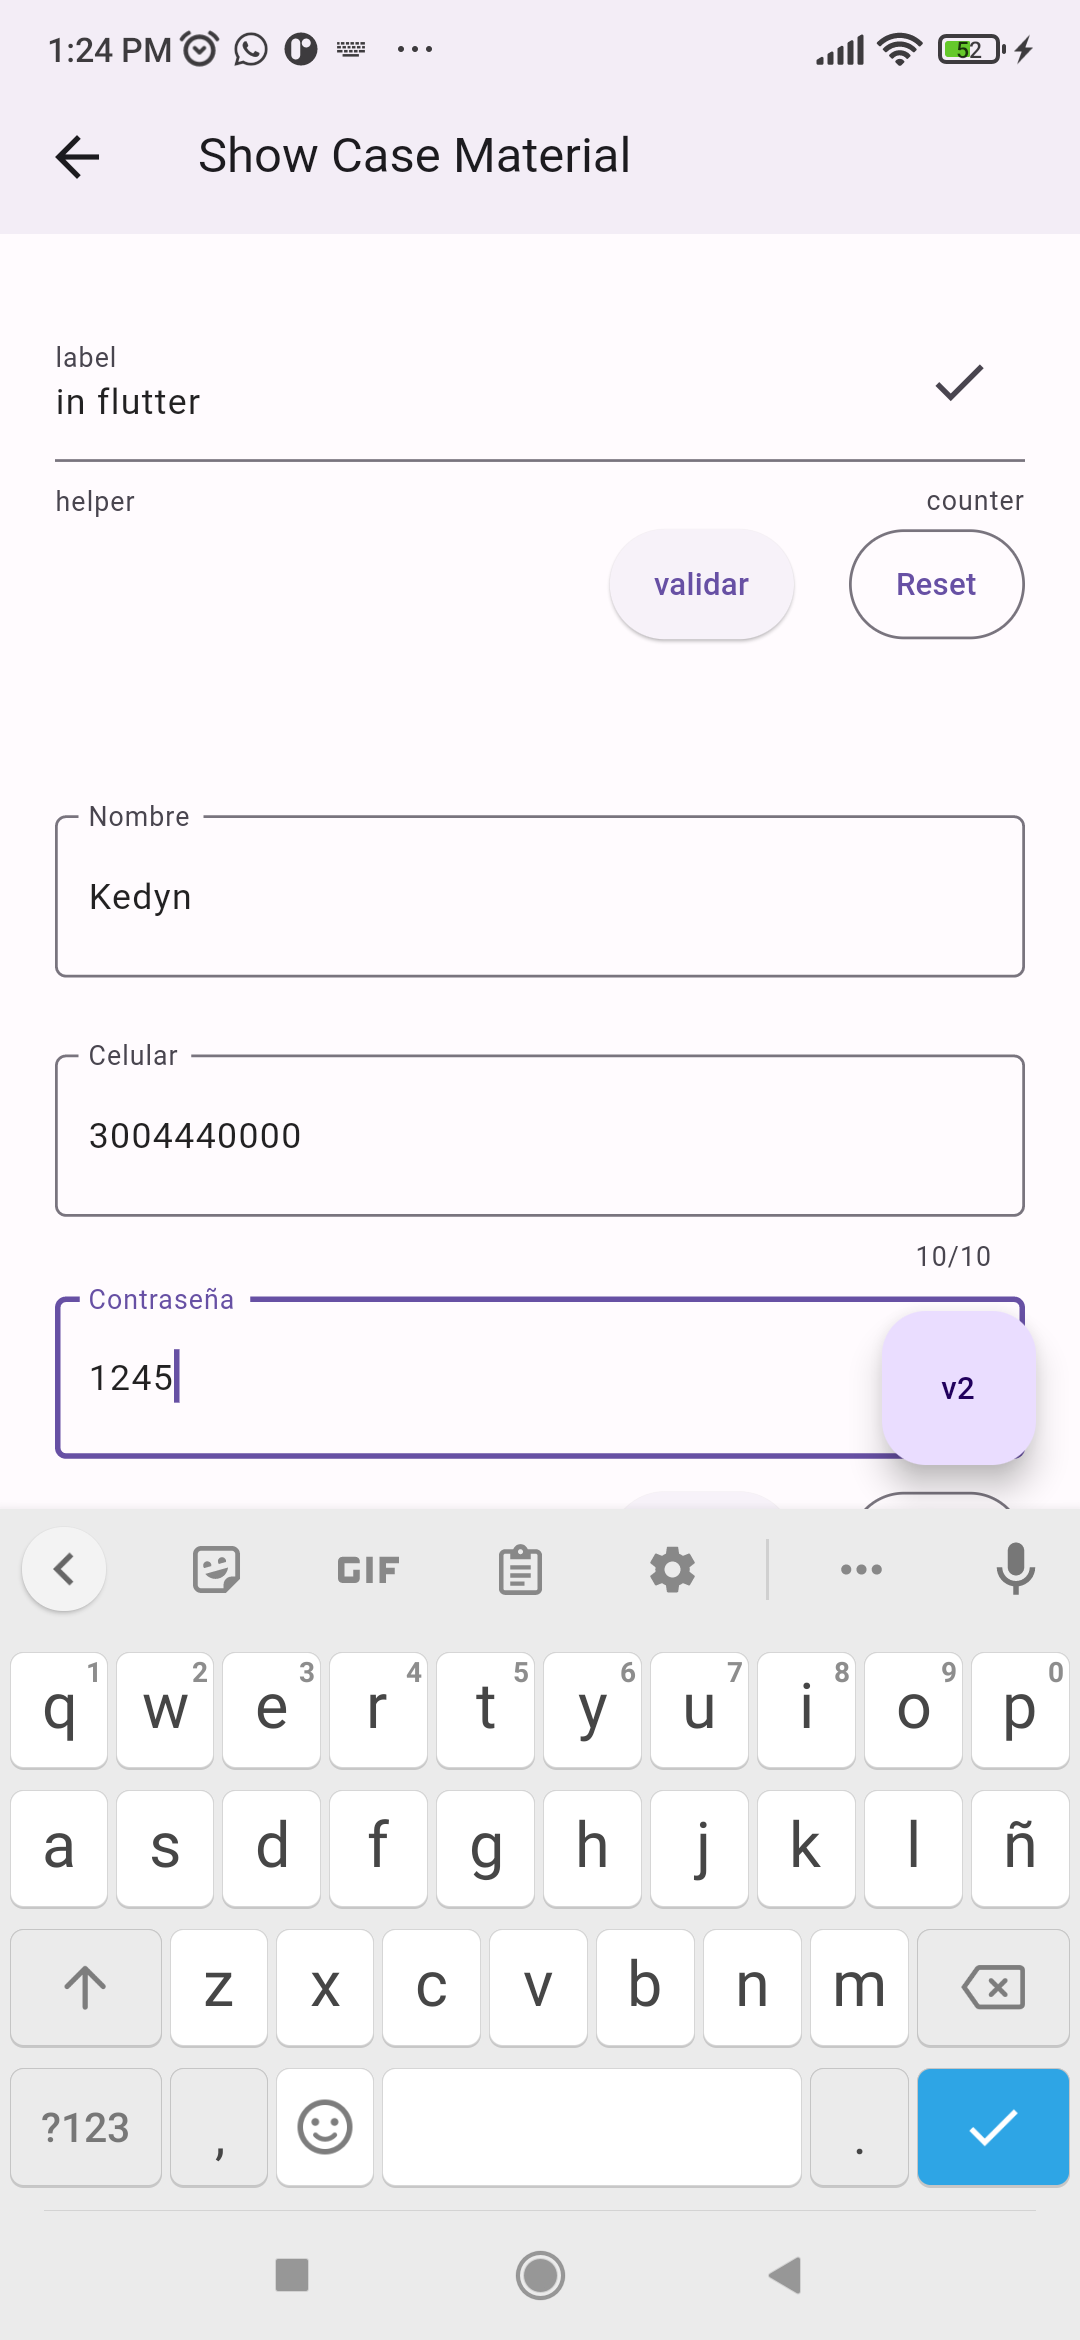 1:24 PM
52
Show Case Material
label
in flutter
helper
counter
validar
Reset
Nombre
Kedyn
Celular
3004440000
10/10
Contraseña
1245
v2
GIF
1 2 3 4 5 6 7 8 9 0
q w e r t y u i o p
a s d f g h j k l ñ
z x c v b n m
?123 , .